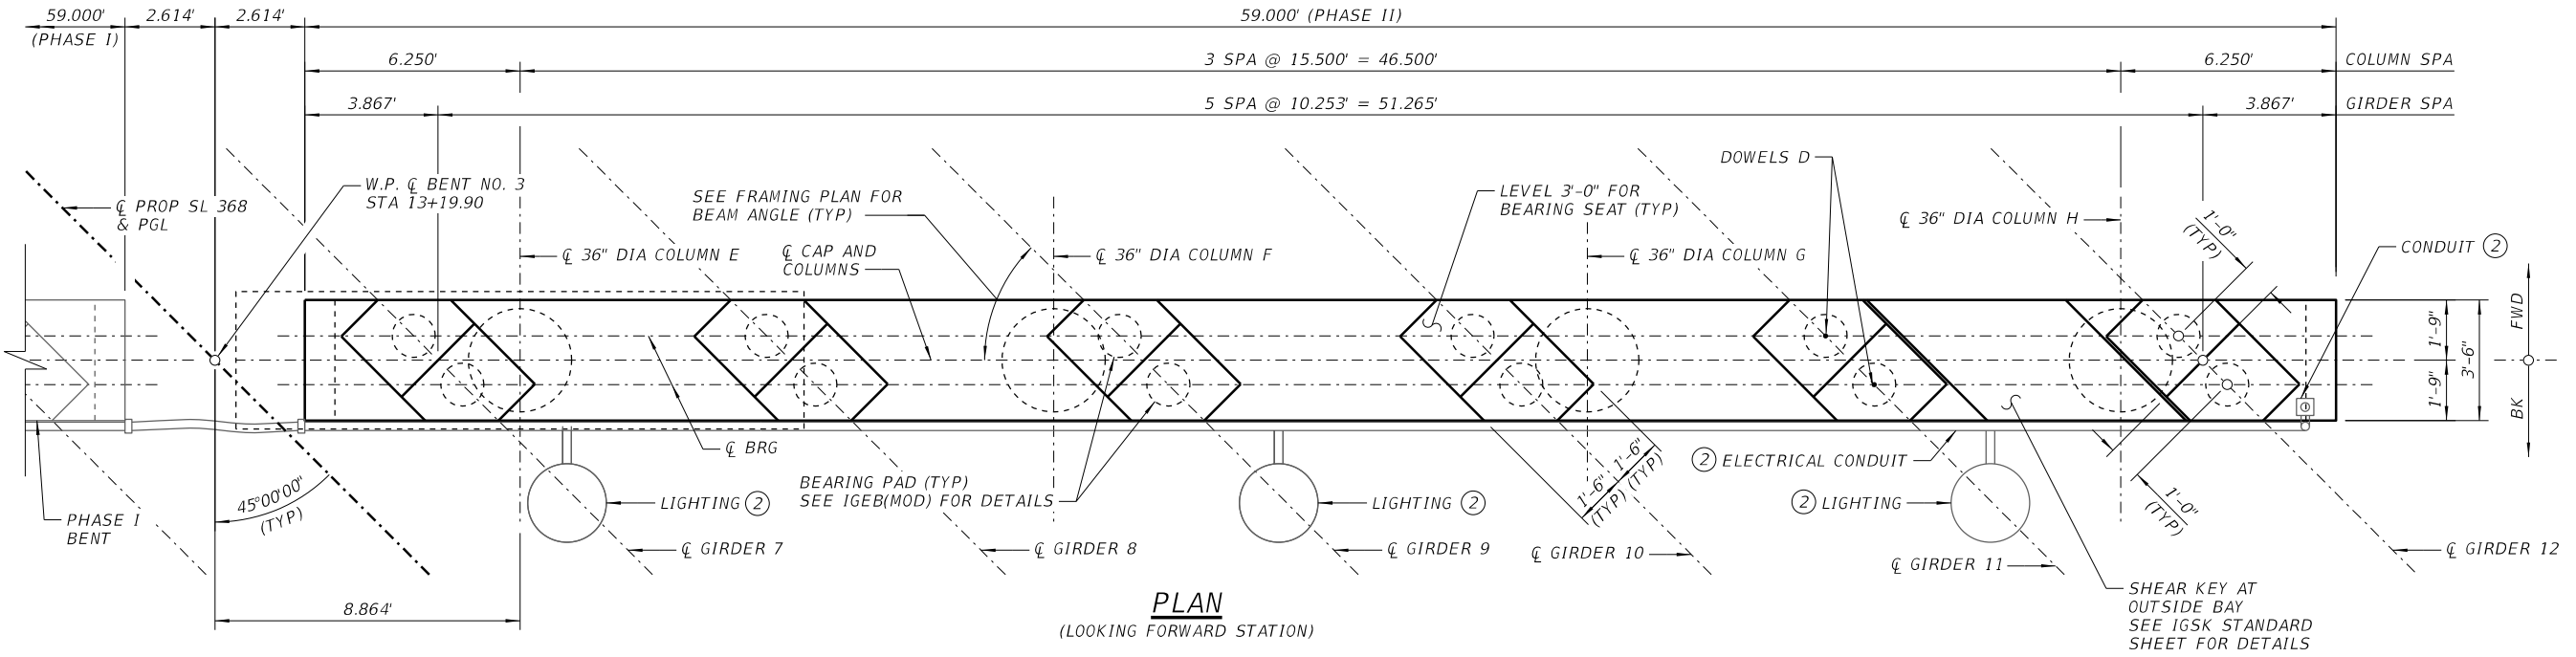 59.000'
(PHASE I)
2.614'
2.614'
59.000' (PHASE II)
6.250'
3 SPA @ 15.500' = 46.500'
6.250'
COLUMN SPA
3.867'
5 SPA @ 10.253' = 51.265'
3.867'
GIRDER SPA
℄ PROP SL 368
& PGL
W.P. ℄ BENT NO. 3
STA 13+19.90
SEE FRAMING PLAN FOR
BEAM ANGLE (TYP)
℄ 36" DIA COLUMN E
℄ CAP AND
COLUMNS
℄ 36" DIA COLUMN F
LEVEL 3'-0" FOR
BEARING SEAT (TYP)
DOWELS D
℄ 36" DIA COLUMN G
℄ 36" DIA COLUMN H
1'-0"
(TYP)
CONDUIT 2
1'-9"
1'-9"
3'-6"
FWD
BK
℄ BRG
BEARING PAD (TYP)
SEE IGEB(MOD) FOR DETAILS
1'-6"
(TYP)
1'-6"
(TYP)
2 ELECTRICAL CONDUIT
1'-0"
(TYP)
45°00'00"
(TYP)
PHASE I
BENT
LIGHTING 2
LIGHTING 2
2 LIGHTING
℄ GIRDER 7
℄ GIRDER 8
℄ GIRDER 9
℄ GIRDER 10
℄ GIRDER 11
℄ GIRDER 12
8.864'
SHEAR KEY AT
OUTSIDE BAY
SEE IGSK STANDARD
SHEET FOR DETAILS
PLAN
(LOOKING FORWARD STATION)